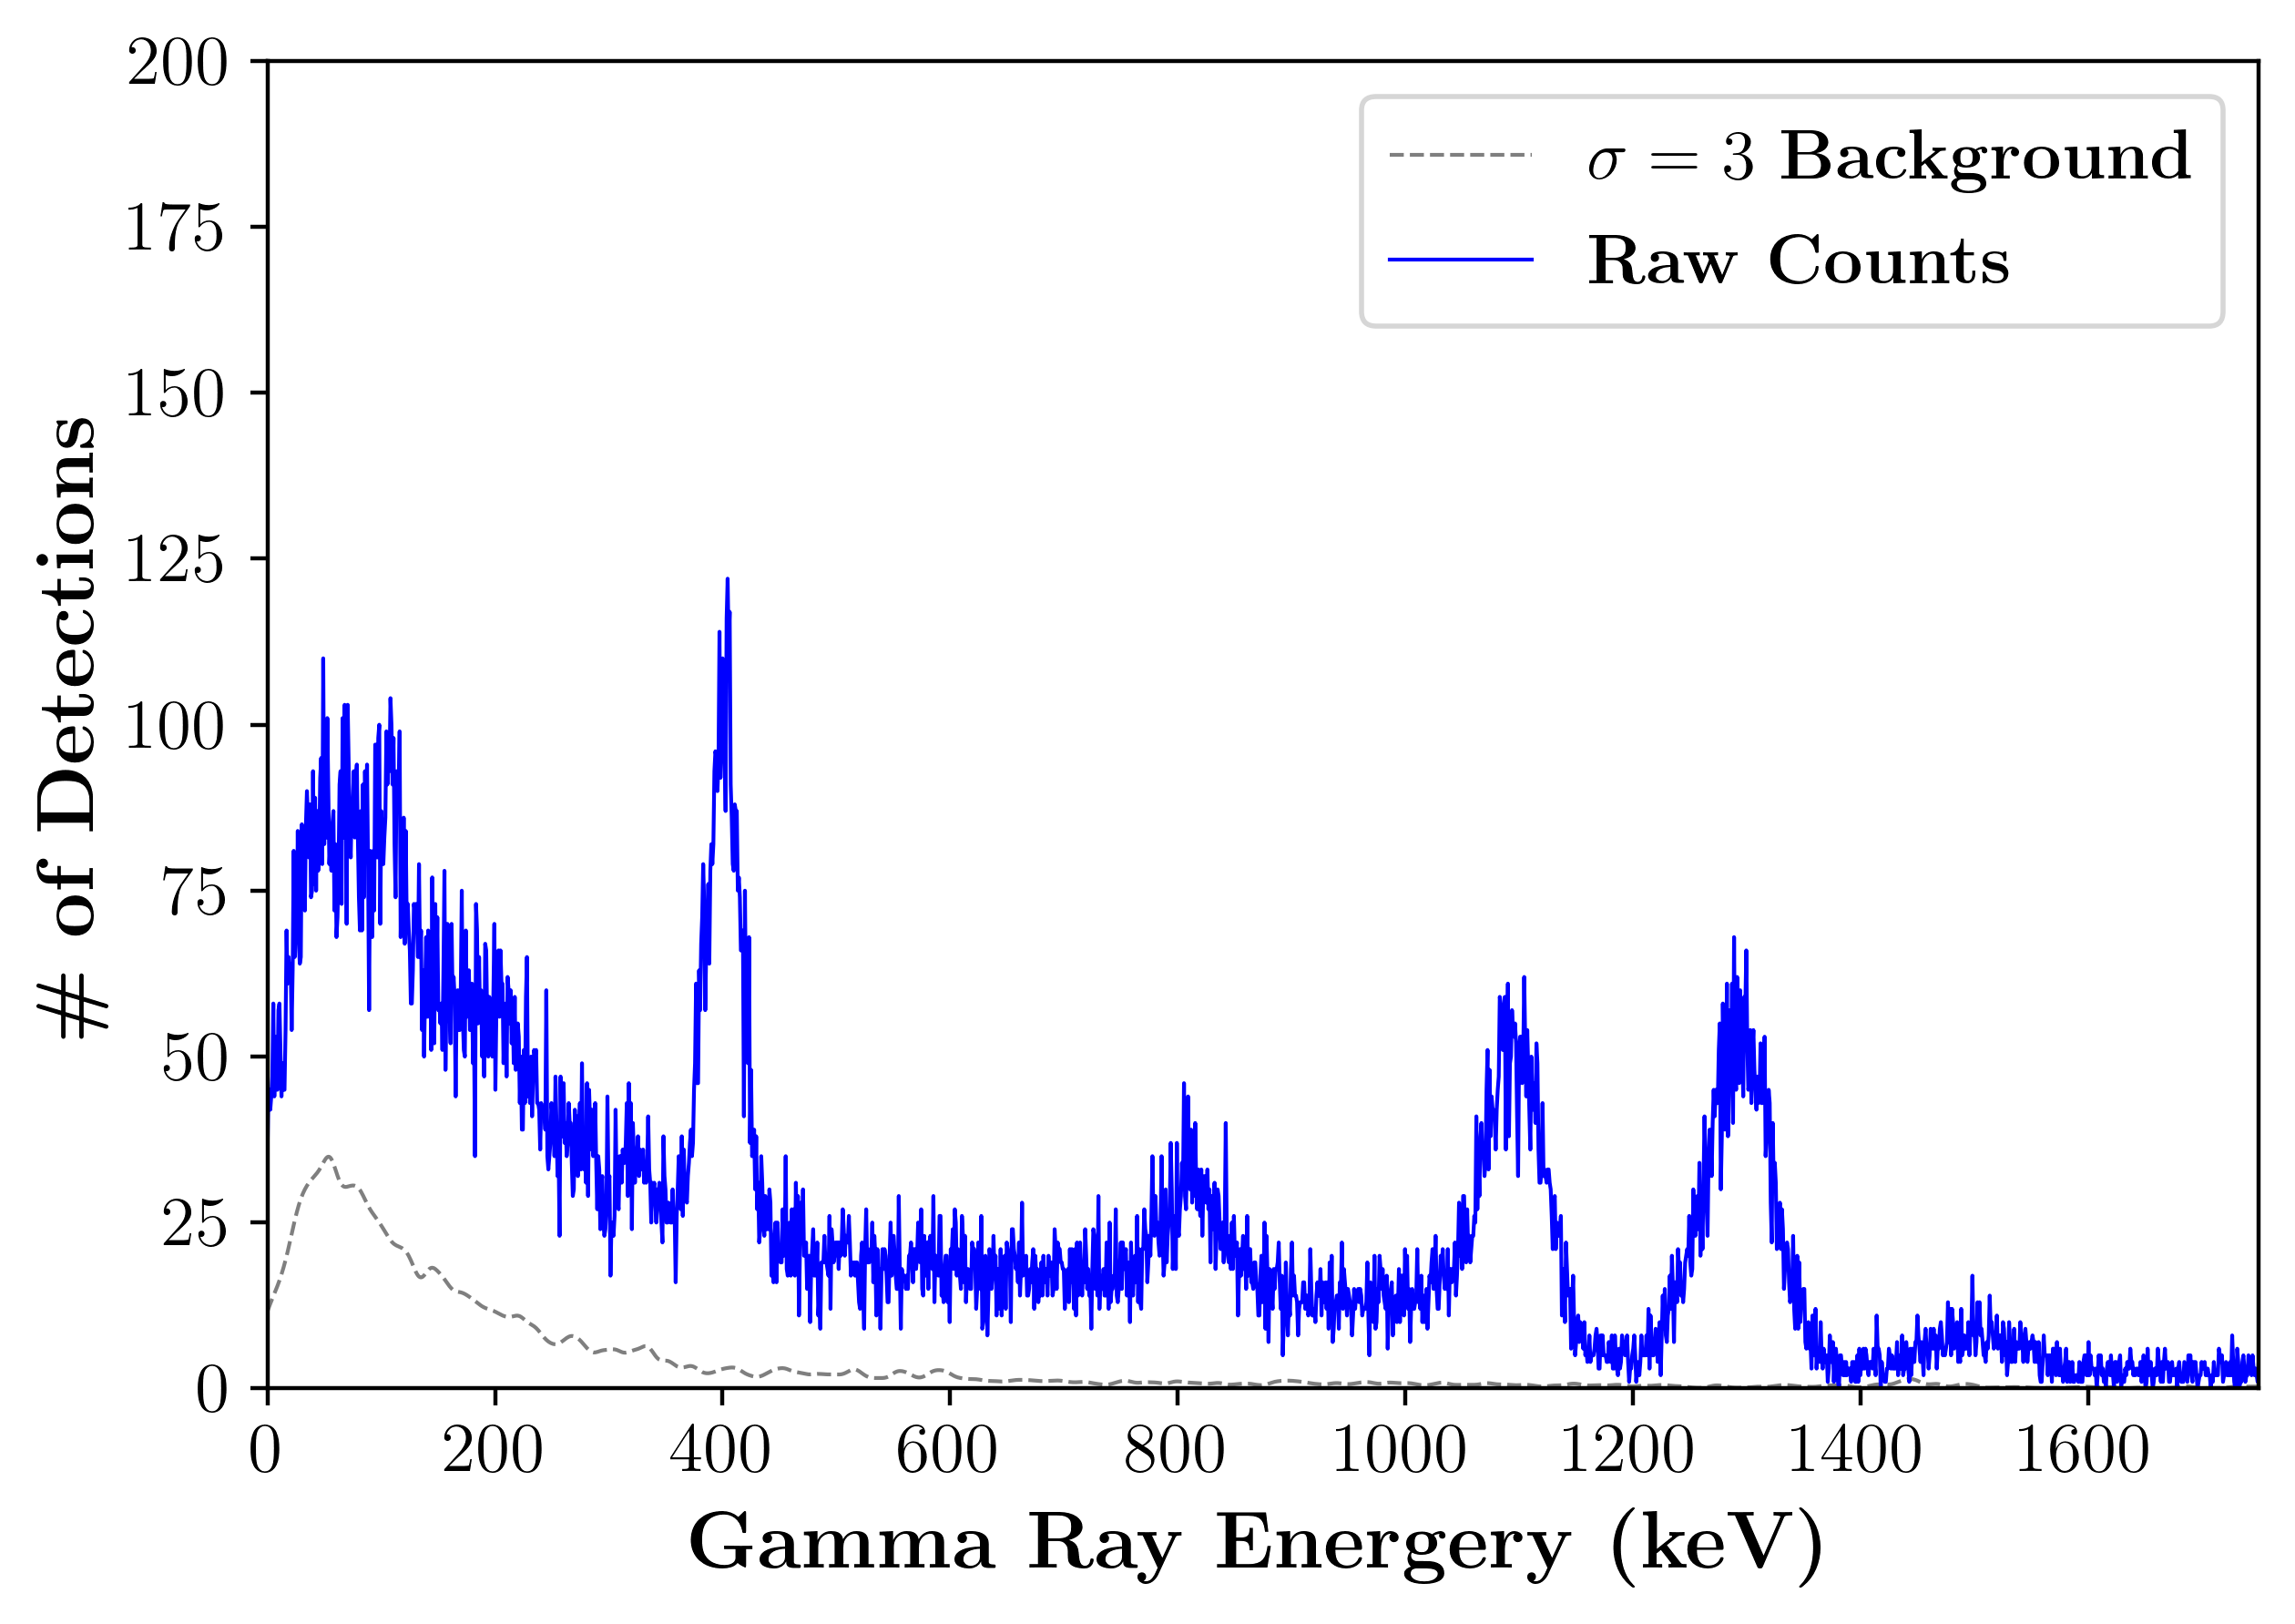 200
175
150
125
100
75
50
25
0
# of Detections
σ = 3 Background
Raw Counts
0 200 400 600 800 1000 1200 1400 1600
Gamma Ray Energery (keV)